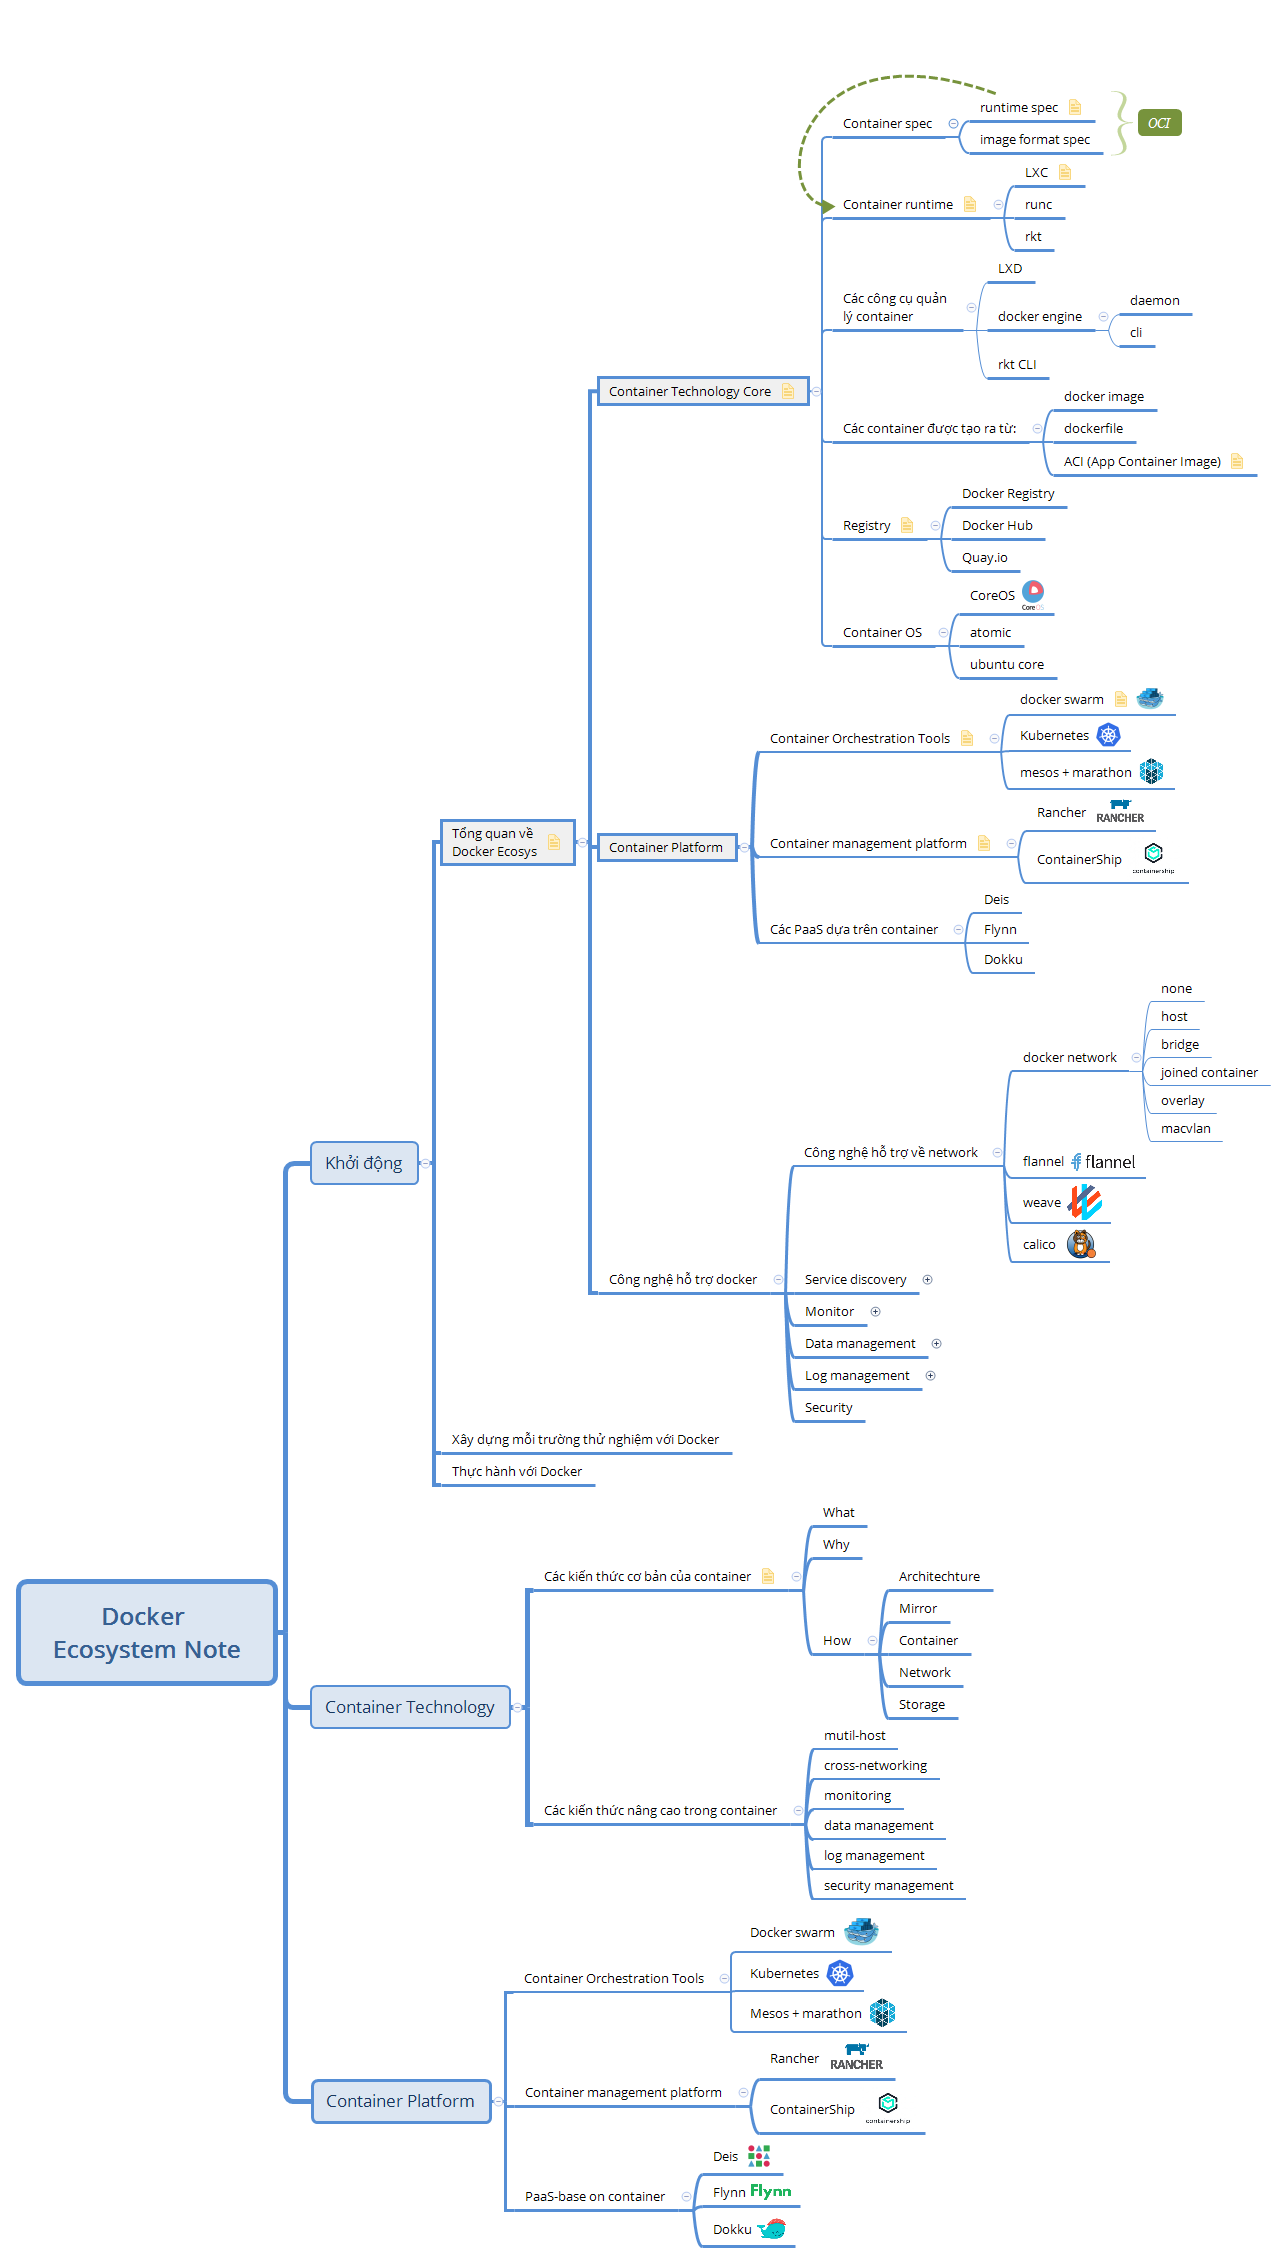 runtime spec
Container spec
OCI
image format spec
LXC
Container runtime
runc
rkt
LXD
Các công cụ quản
lý container
daemon
docker engine
cli
rkt CLI
Container Technology Core
docker image
Các container được tạo ra từ:
dockerfile
ACI (App Container Image)
Docker Registry
Registry
Docker Hub
Quay.io
CoreOS
Core OS
Container OS
atomic
ubuntu core
docker swarm
Container Orchestration Tools
Kubernetes
mesos + marathon
Rancher
RANCHER
Tổng quan về
Docker Ecosys
Container Platform
Container management platform
ContainerShip
containership
Deis
Các PaaS dựa trên container
Flynn
Dokku
none
host
docker network
bridge
joined container
overlay
macvlan
Công nghệ hỗ trợ về network
Khởi động
flannel
flannel
weave
calico
Công nghệ hỗ trợ docker
Service discovery
Monitor
Data management
Log management
Security
Xây dựng môi trường thử nghiệm với Docker
Thực hành với Docker
What
Why
Các kiến thức cơ bản của container
Architechture
Mirror
How
Container
Network
Storage
Docker
Ecosystem Note
Container Technology
mutil-host
cross-networking
monitoring
Các kiến thức nâng cao trong container
data management
log management
security management
Docker swarm
Container Orchestration Tools
Kubernetes
Mesos + marathon
Rancher
RANCHER
Container Platform
Container management platform
ContainerShip
containership
Deis
PaaS-base on container
Flynn
Flynn
Dokku